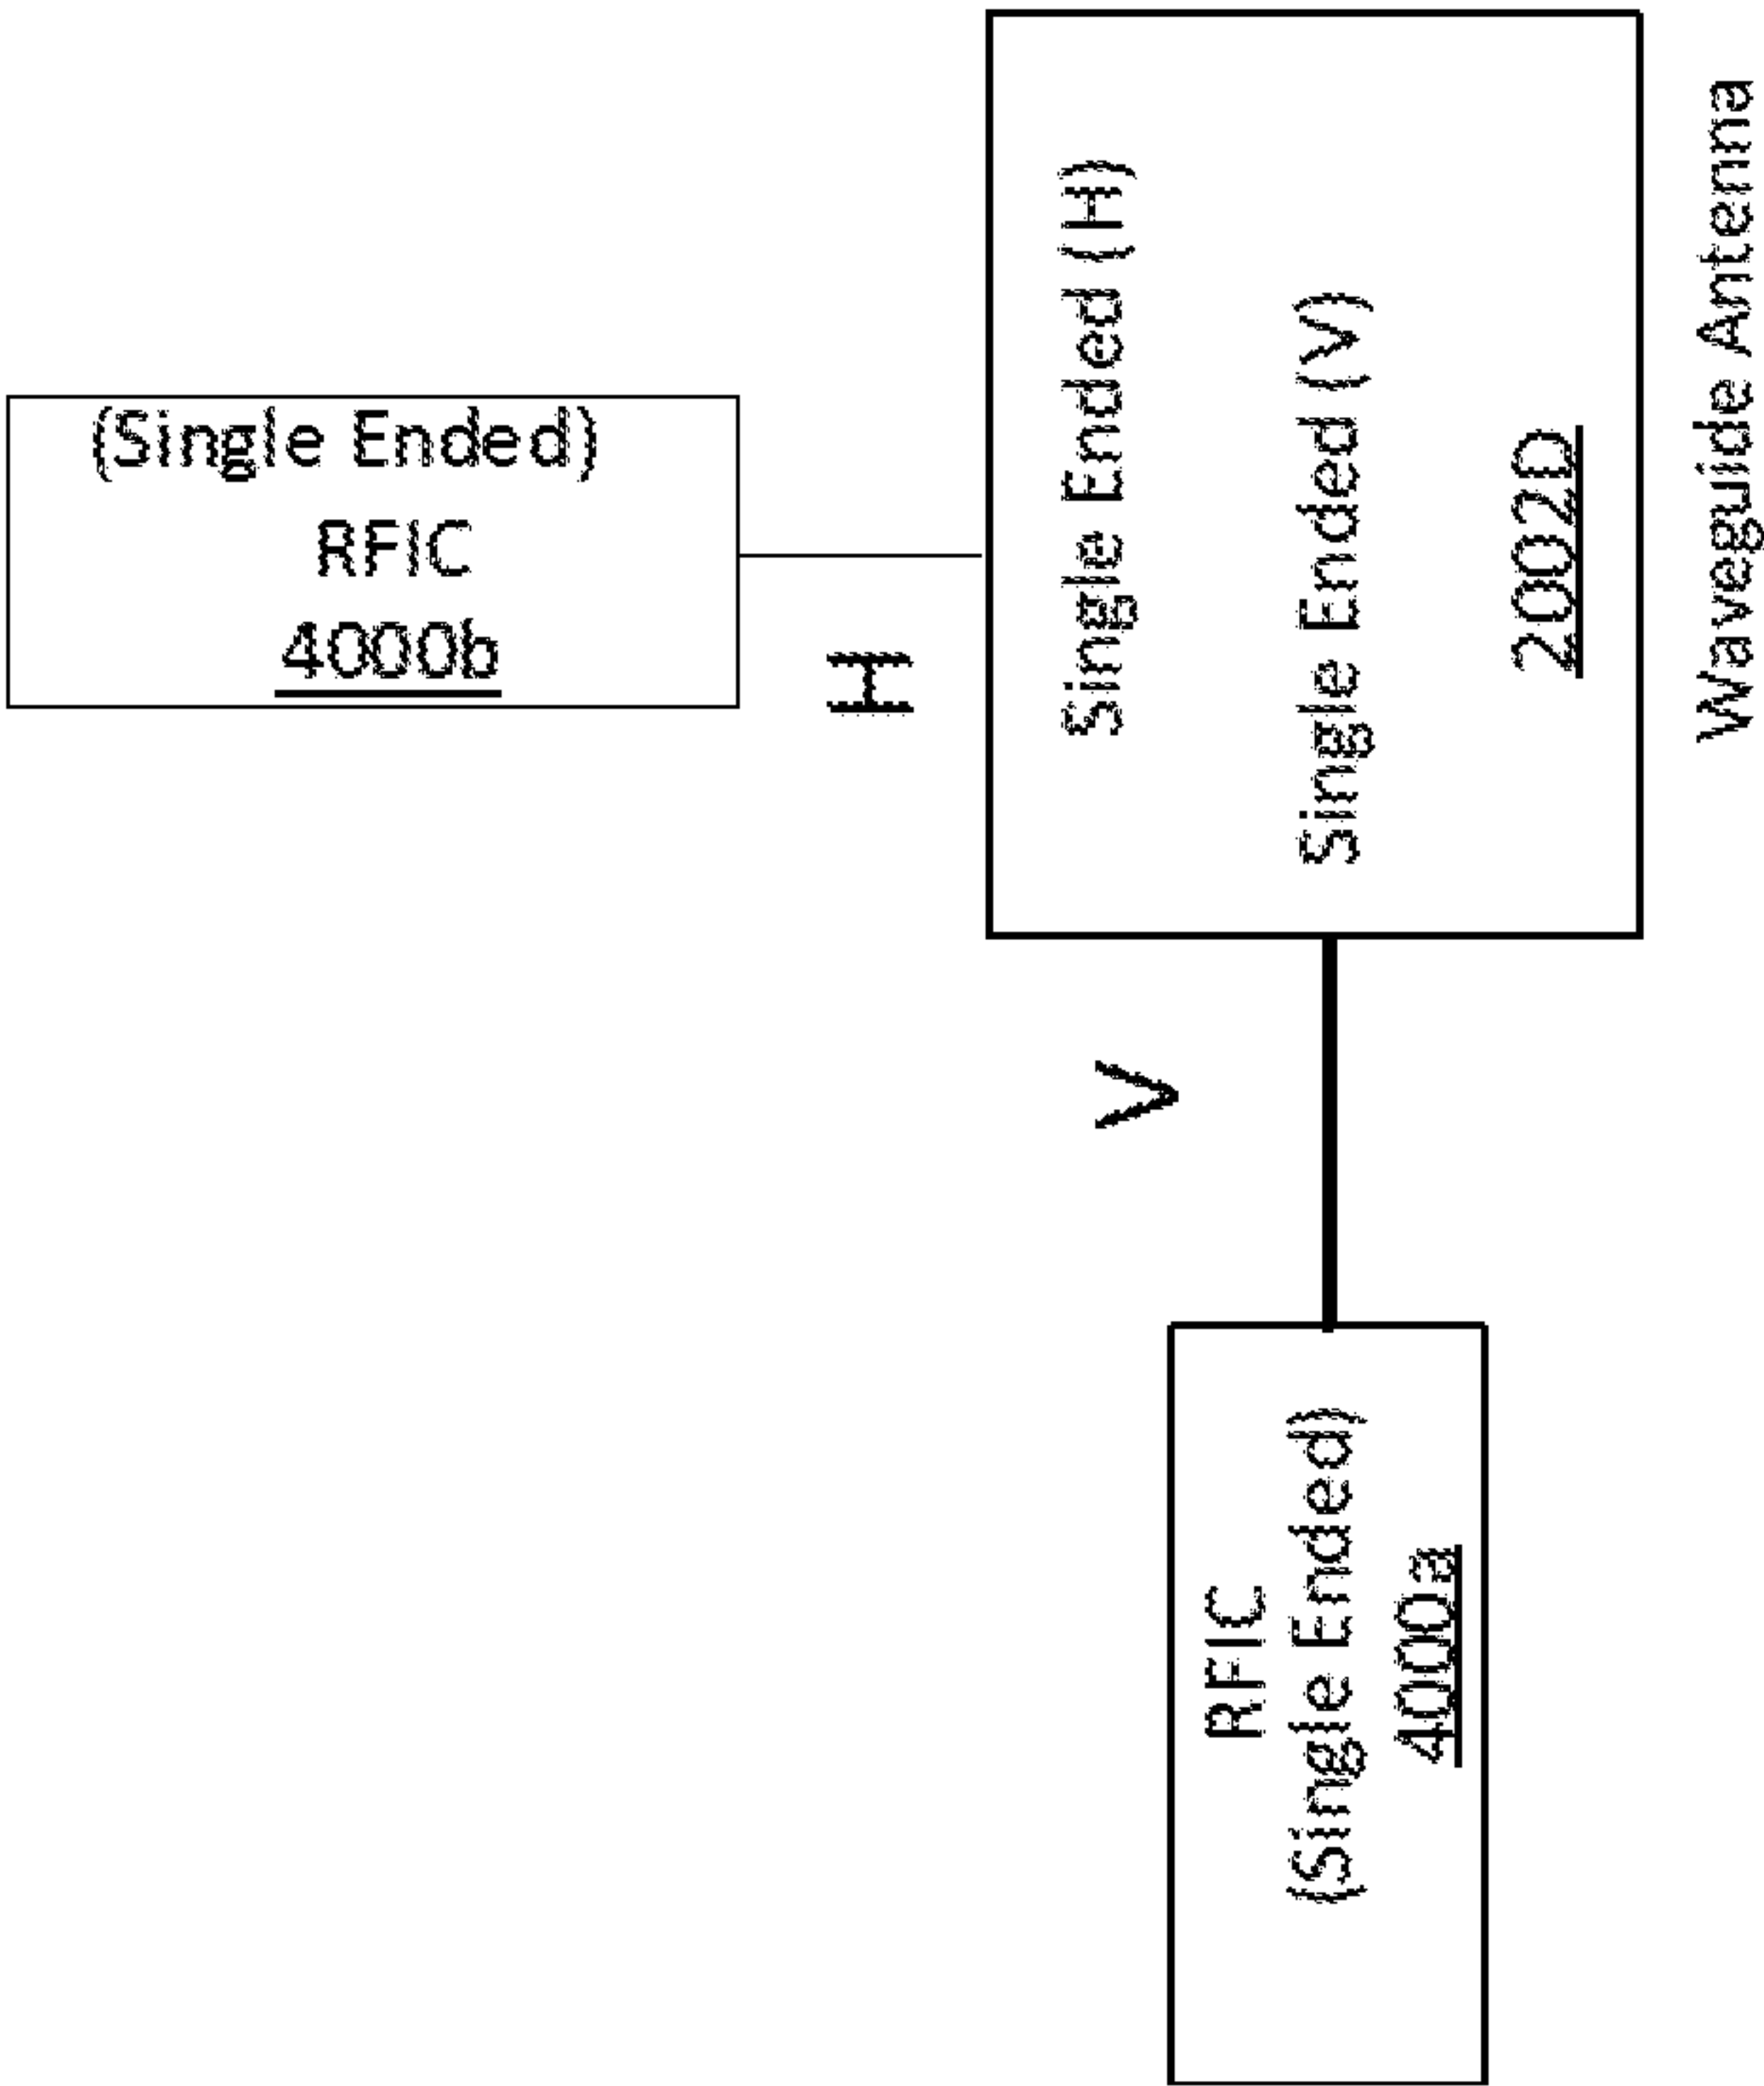 (Single Ended)
RFIC
4000b
H
Single Ended (H)
Single Ended (V)
2002D
Waveguide Antenna
V
RFIC
(Single Ended)
4000a